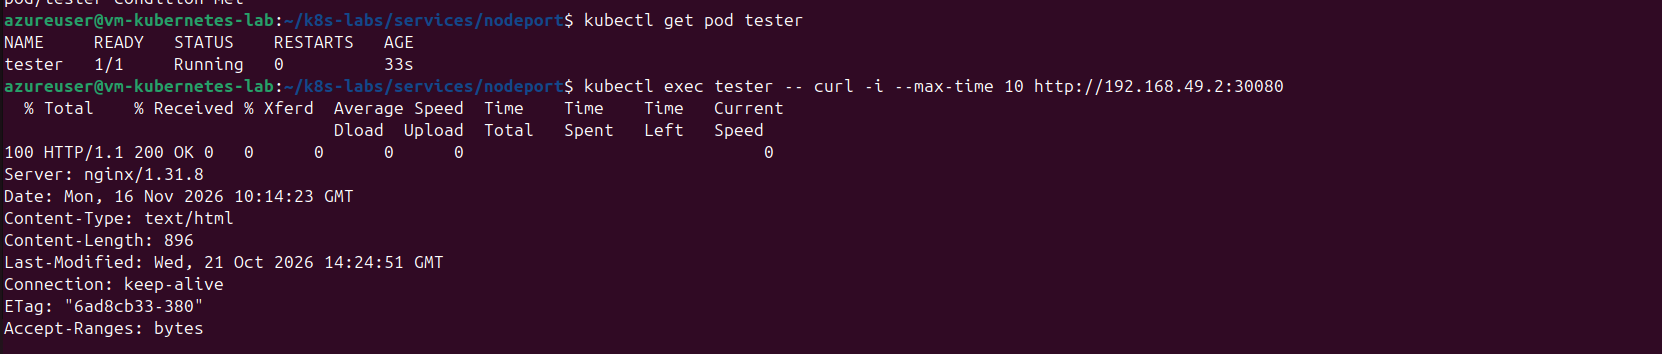 pod/tester condition met
azureuser@vm-kubernetes-lab:~/k8s-labs/services/nodeport$ kubectl get pod tester
NAME     READY   STATUS    RESTARTS   AGE
tester   1/1     Running   0          33s
azureuser@vm-kubernetes-lab:~/k8s-labs/services/nodeport$ kubectl exec tester -- curl -i --max-time 10 http://192.168.49.2:30080
  % Total    % Received % Xferd  Average Speed  Time    Time    Time   Current
                                 Dload  Upload  Total   Spent   Left   Speed
100 HTTP/1.1 200 OK 0   0      0      0      0                              0
Server: nginx/1.31.8
Date: Mon, 16 Nov 2026 10:14:23 GMT
Content-Type: text/html
Content-Length: 896
Last-Modified: Wed, 21 Oct 2026 14:24:51 GMT
Connection: keep-alive
ETag: "6ad8cb33-380"
Accept-Ranges: bytes